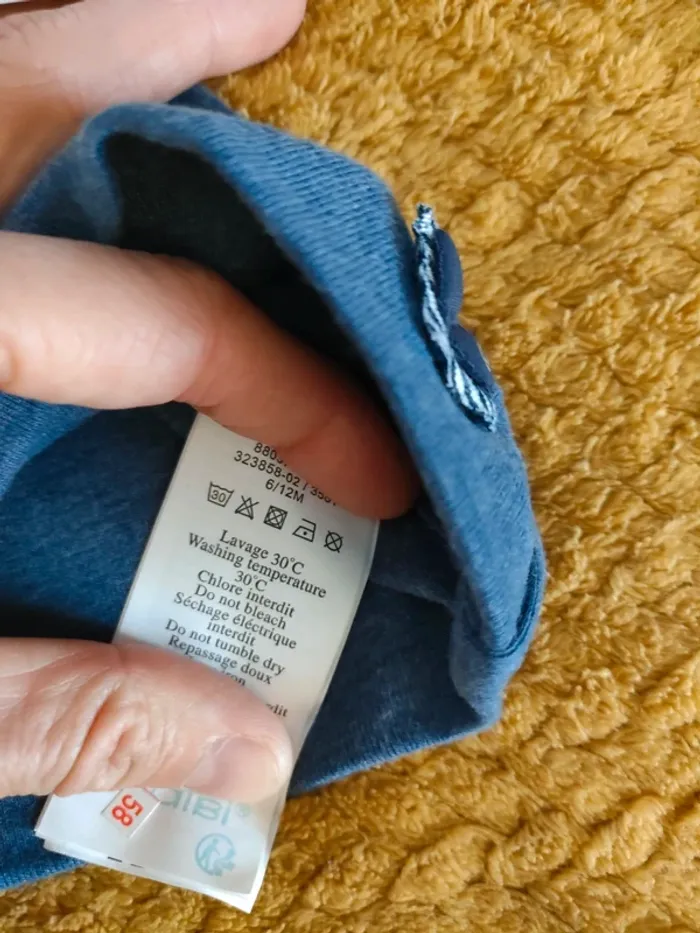 323858-02 /
6/12M
30
Lavage 30°C
Washing temperature
30°C
Chlore interdit
Do not bleach
Séchage électrique
interdit
Do not tumble dry
Repassage doux
58